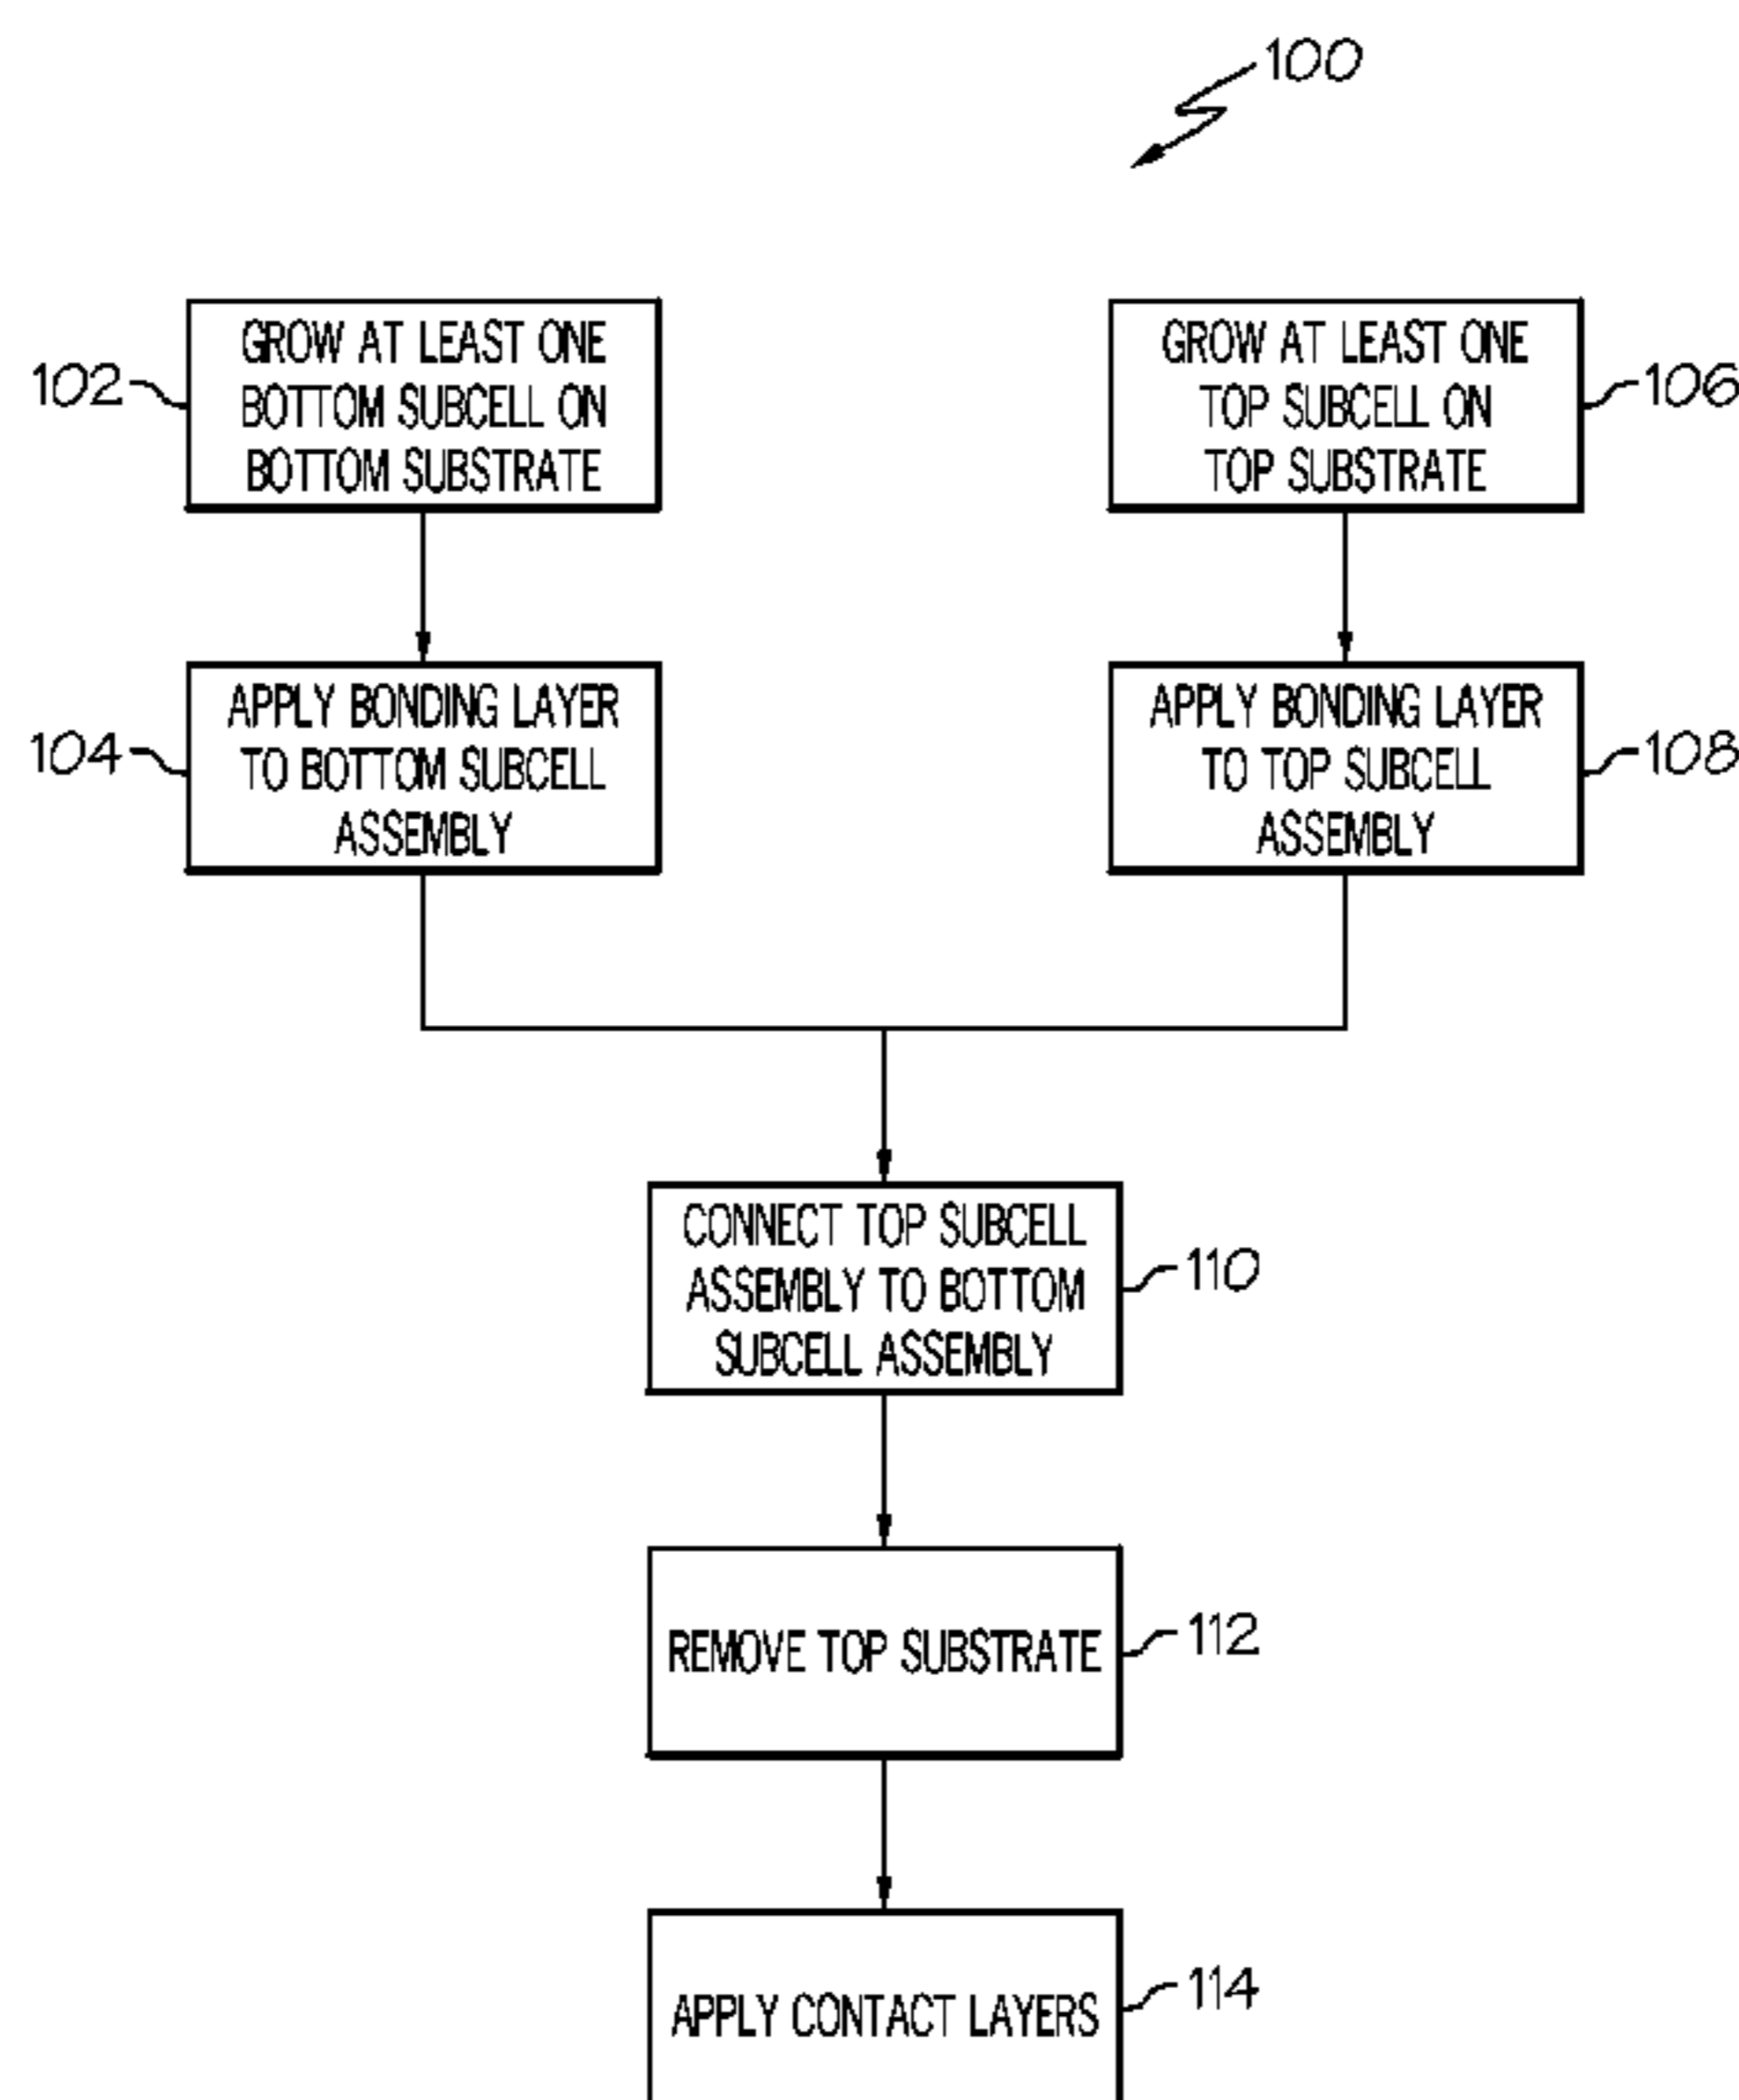 100
102
GROW AT LEAST ONE
BOTTOM SUBCELL ON
BOTTOM SUBSTRATE
GROW AT LEAST ONE
TOP SUBCELL ON
TOP SUBSTRATE
106
104
APPLY BONDING LAYER
TO BOTTOM SUBCELL
ASSEMBLY
APPLY BONDING LAYER
TO TOP SUBCELL
ASSEMBLY
108
CONNECT TOP SUBCELL
ASSEMBLY TO BOTTOM
SUBCELL ASSEMBLY
110
REMOVE TOP SUBSTRATE
112
APPLY CONTACT LAYERS
114